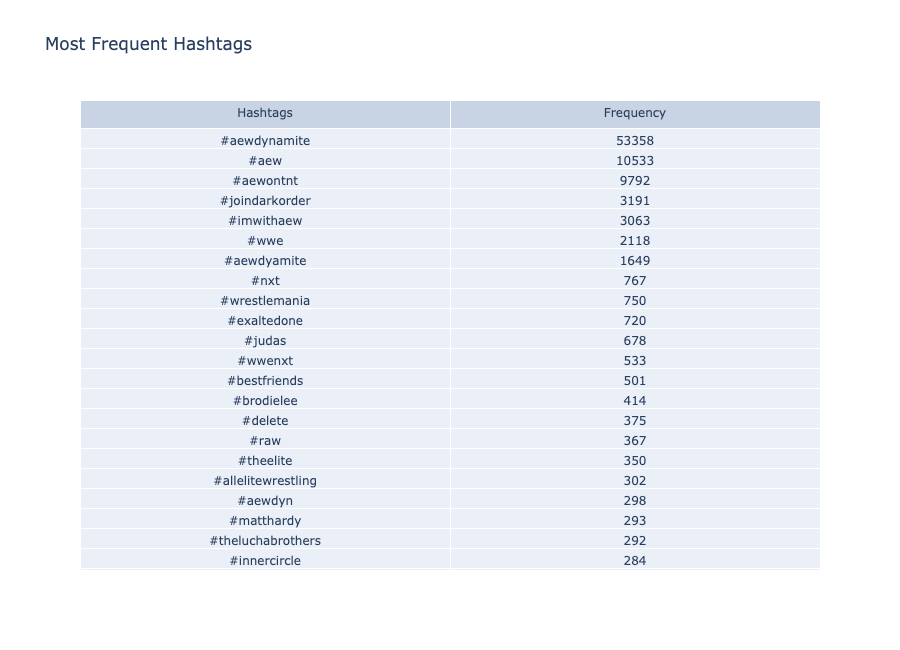 Most Frequent Hashtags
Hashtags Frequency
#aewdynamite 53358
#aew 10533
#aewontnt 9792
#joindarkorder 3191
#imwithaew 3063
#wwe 2118
#aewdyamite 1649
#nxt 767
#wrestlemania 750
#exaltedone 720
#judas 678
#wwenxt 533
#bestfriends 501
#brodielee 414
#delete 375
#raw 367
#theelite 350
#allelitewrestling 302
#aewdyn 298
#matthardy 293
#theluchabrothers 292
#innercircle 284